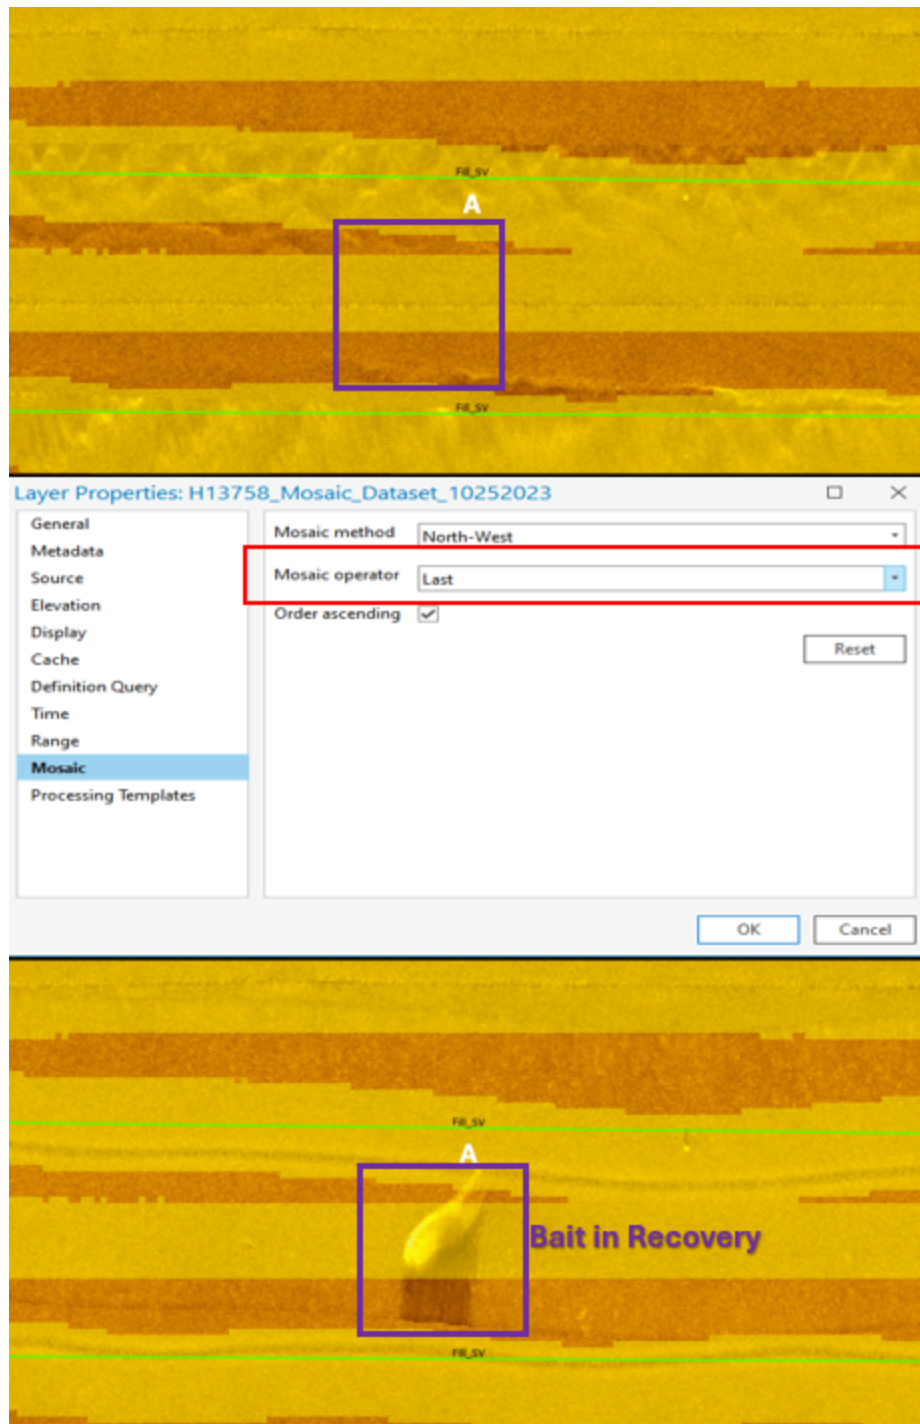 Fill_SV
A
Fill_SV
Layer Properties: H13758_Mosaic_Dataset_10252023
General
Metadata
Source
Elevation
Display
Cache
Definition Query
Time
Range
Mosaic
Processing Templates
Mosaic method North-West
Mosaic operator Last
Order ascending
Reset
OK Cancel
Fill_SV
A
Bait in Recovery
Fill_SV